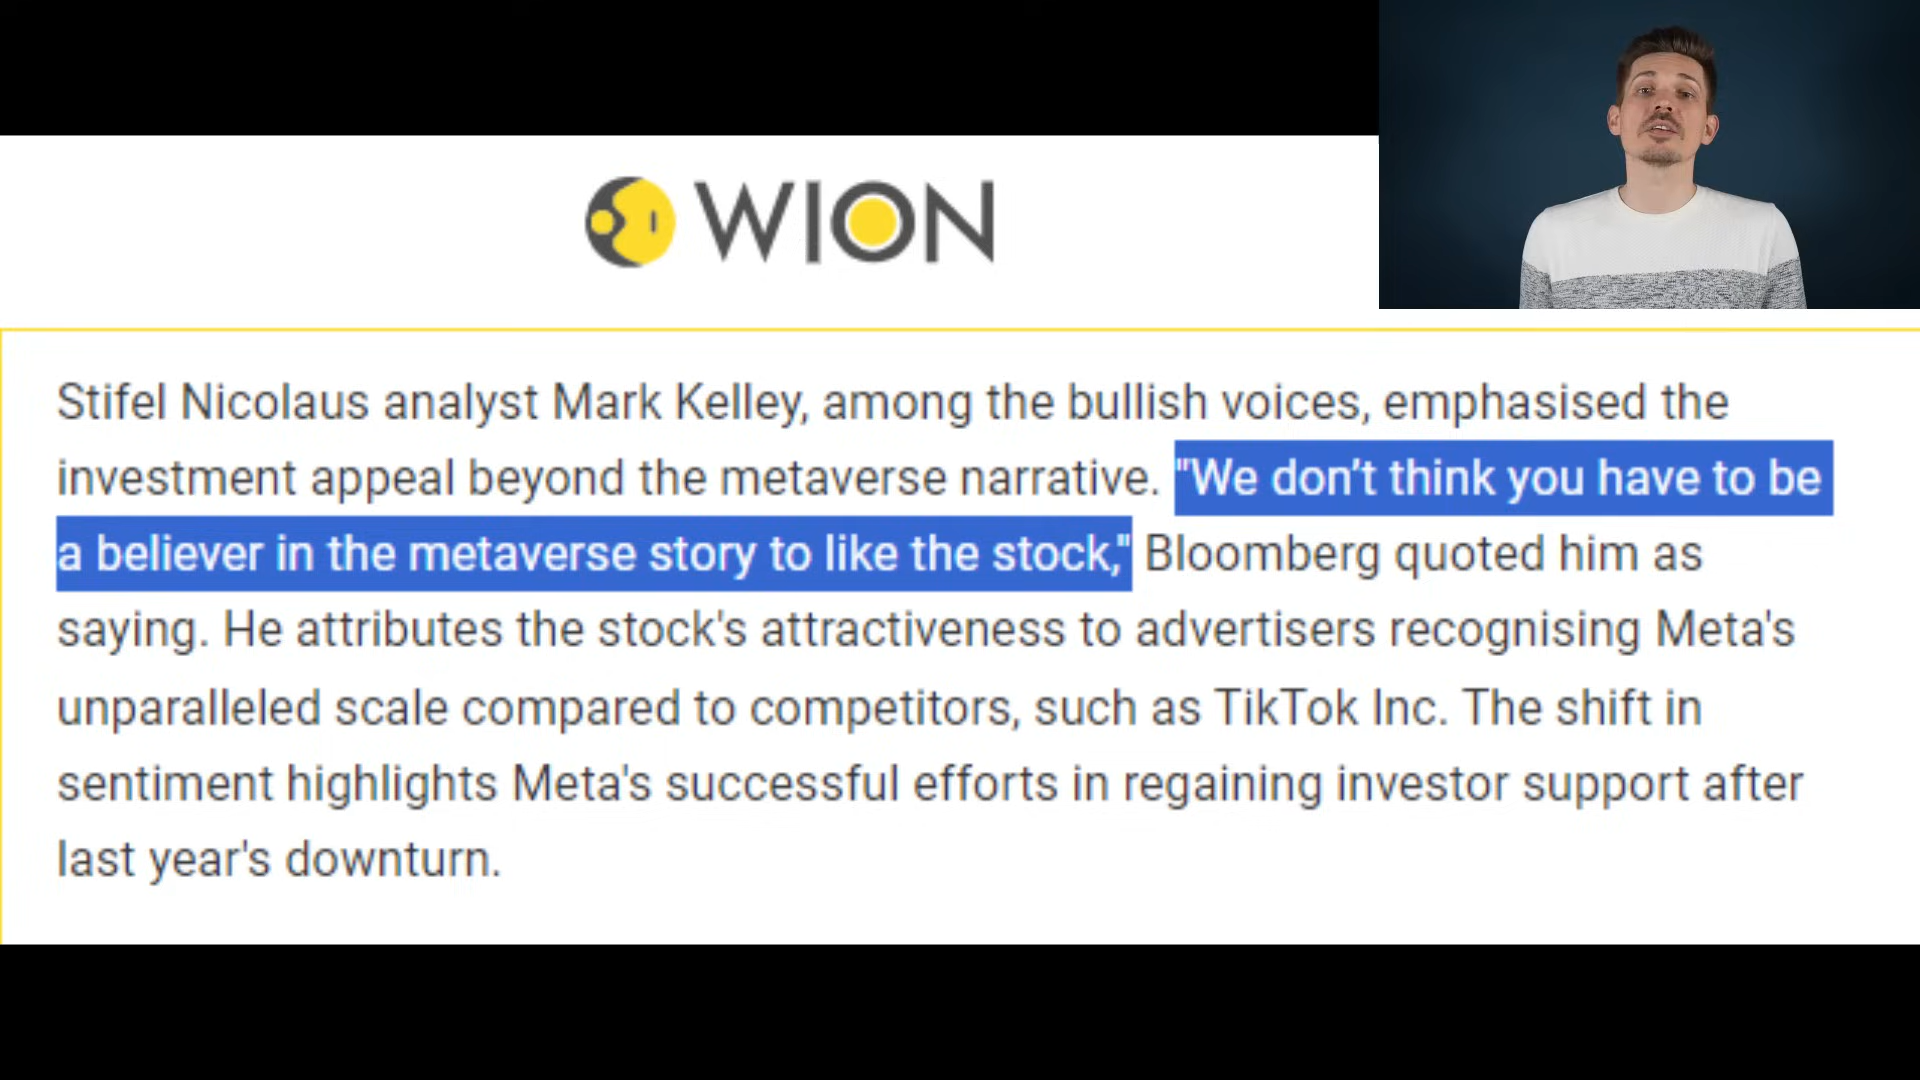 WION
Stifel Nicolaus analyst Mark Kelley, among the bullish voices, emphasised the
investment appeal beyond the metaverse narrative. "We don’t think you have to be
a believer in the metaverse story to like the stock," Bloomberg quoted him as
saying. He attributes the stock's attractiveness to advertisers recognising Meta's
unparalleled scale compared to competitors, such as TikTok Inc. The shift in
sentiment highlights Meta's successful efforts in regaining investor support after
last year's downturn.